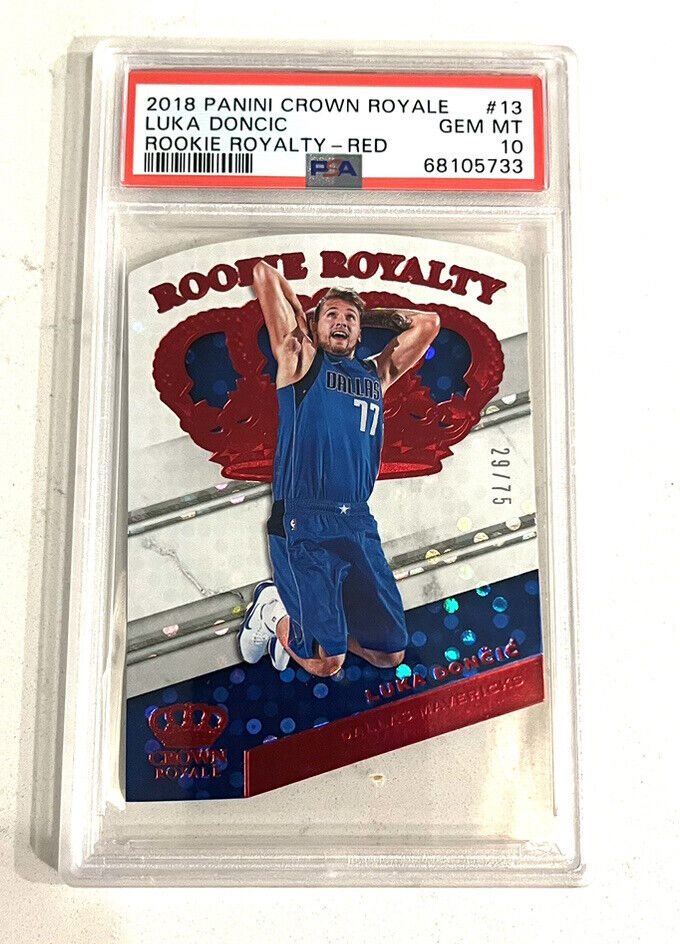 2018 PANINI CROWN ROYALE #13
LUKA DONCIC GEM MT
ROOKIE ROYALTY - RED 10
PSA 68105733
ROOKIE ROYALTY
DALLAS
77
29/75
LUKA DONČIĆ
DALLAS MAVERICKS
CROWN
ROYALE